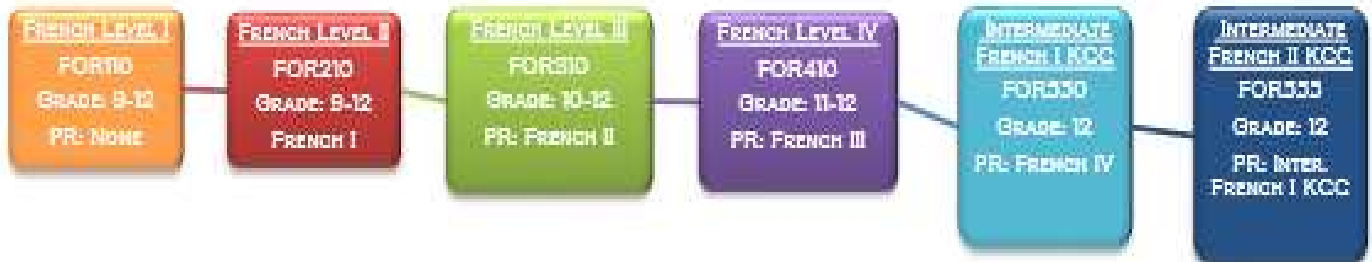 French Level I
FOR110
Grade: 9-12
PR: None
French Level II
FOR210
Grade: 9-12
French I
French Level III
FOR310
Grade: 10-12
PR: French II
French Level IV
FOR410
Grade: 11-12
PR: French III
Intermediate
French I KCC
Grade: 12
PR: French IV
Intermediate
French II KCC
Grade: 12
PR: Inter.
French I KCC